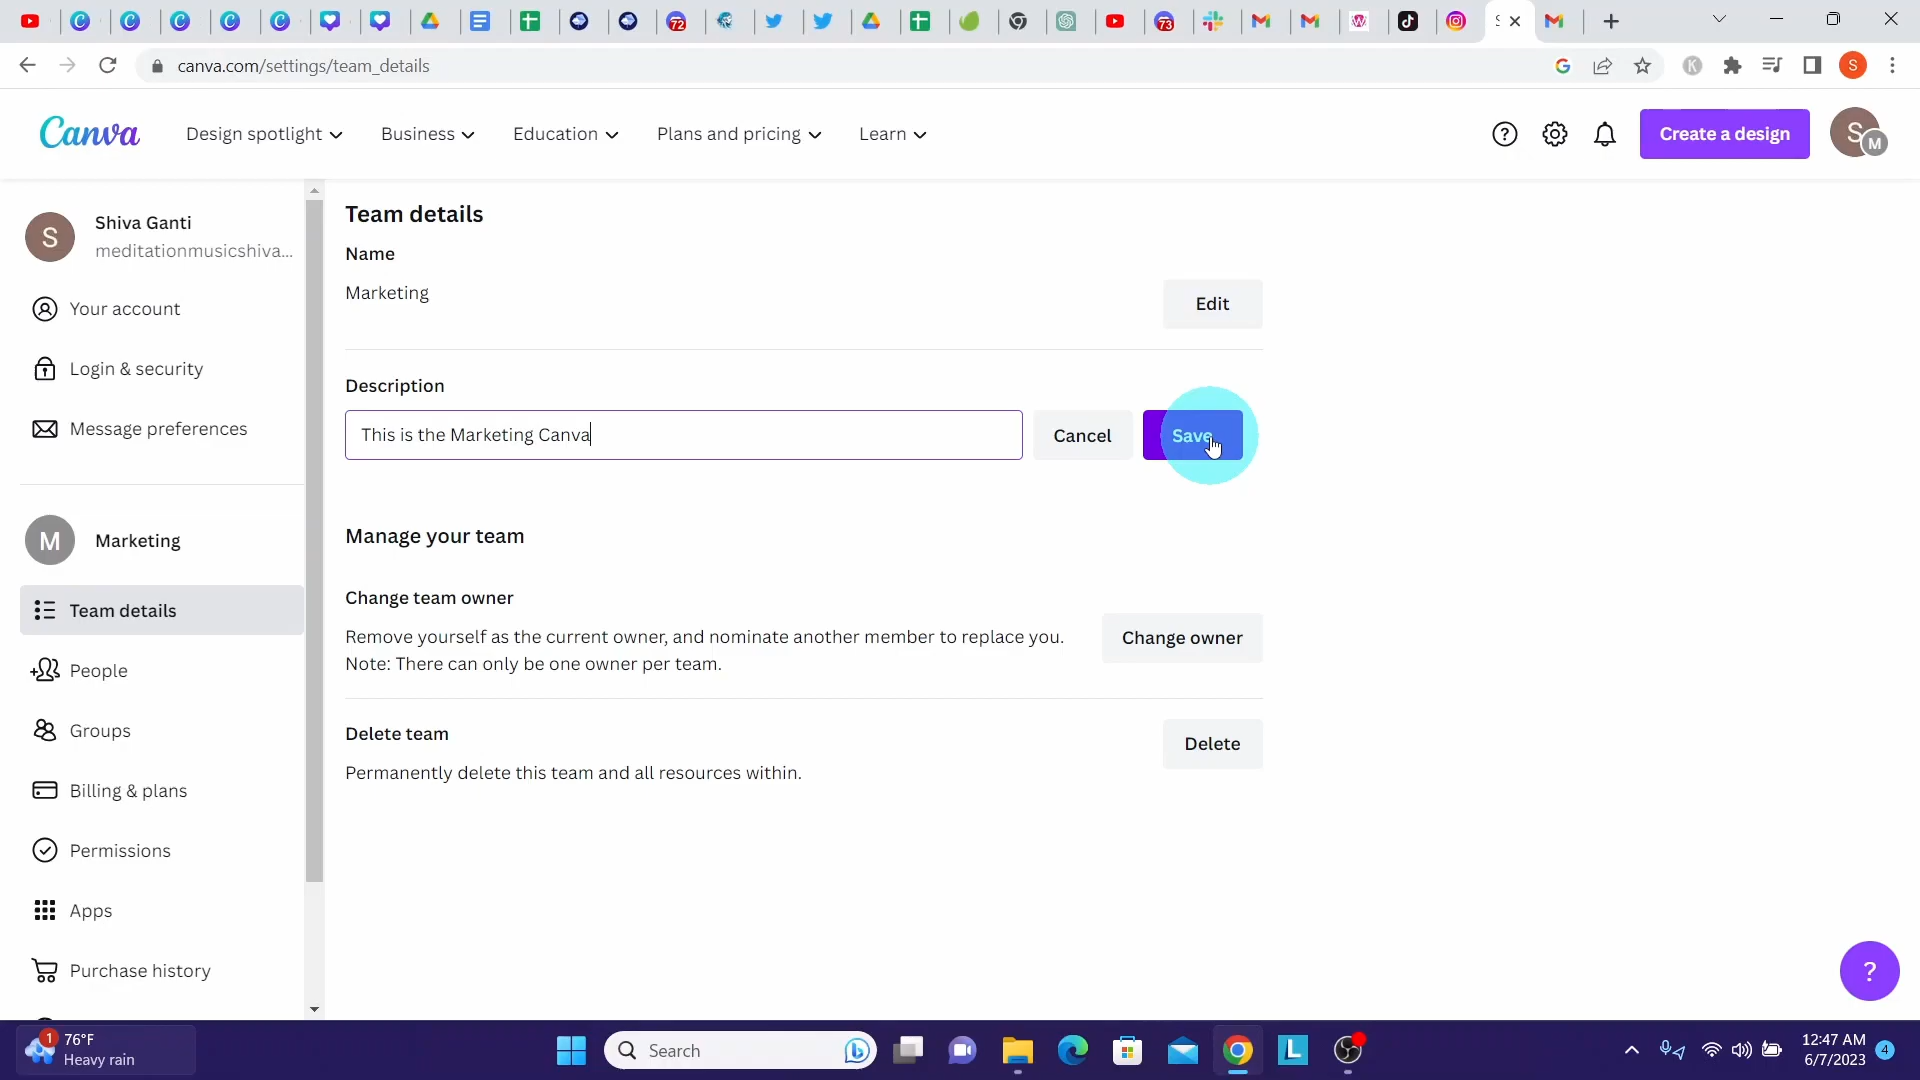 72
73
S
canva.com/settings/team_details
K
S
Canva
Design spotlight
Business
Education
Plans and pricing
Learn
Create a design
S
M
S
Shiva Ganti
meditationmusicshiva...
Your account
Login & security
Message preferences
M
Marketing
Team details
People
Groups
Billing & plans
Permissions
Apps
Purchase history
Team details
Name
Marketing
Edit
Description
This is the Marketing Canva
Cancel
Save
Manage your team
Change team owner
Remove yourself as the current owner, and nominate another member to replace you.
Note: There can only be one owner per team.
Change owner
Delete team
Permanently delete this team and all resources within.
Delete
?
1
76°F
Heavy rain
Search
L
12:47 AM
6/7/2023
4